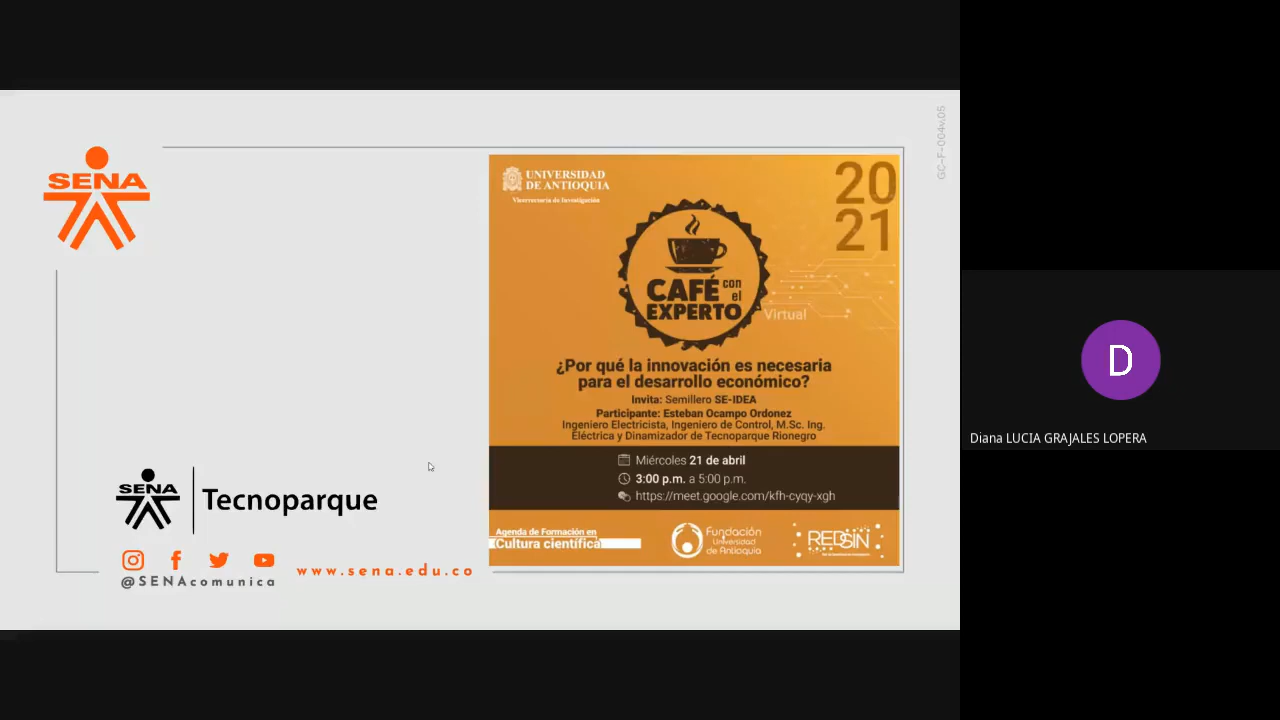 GC-F-004v.05
SENA
UNIVERSIDAD
DE ANTIOQUIA
Vicerrectoría de Investigación
20
21
CAFÉ con
el
EXPERTO
Virtual
¿Por qué la innovación es necesaria
para el desarrollo económico?
Invita: Semillero SE-IDEA
Participante: Esteban Ocampo Ordonez
Ingeniero Electricista, Ingeniero de Control, M.Sc. Ing.
Eléctrica y Dinamizador de Tecnoparque Rionegro
Miércoles 21 de abril
3:00 p.m. a 5:00 p.m.
https://meet.google.com/kfh-cyqy-xgh
Agenda de Formación en
Cultura científica
Fundación
Universidad
de Antioquia
REDSIN
SENA
Tecnoparque
@SENAcomunica
www.sena.edu.co
D
Diana LUCIA GRAJALES LOPERA